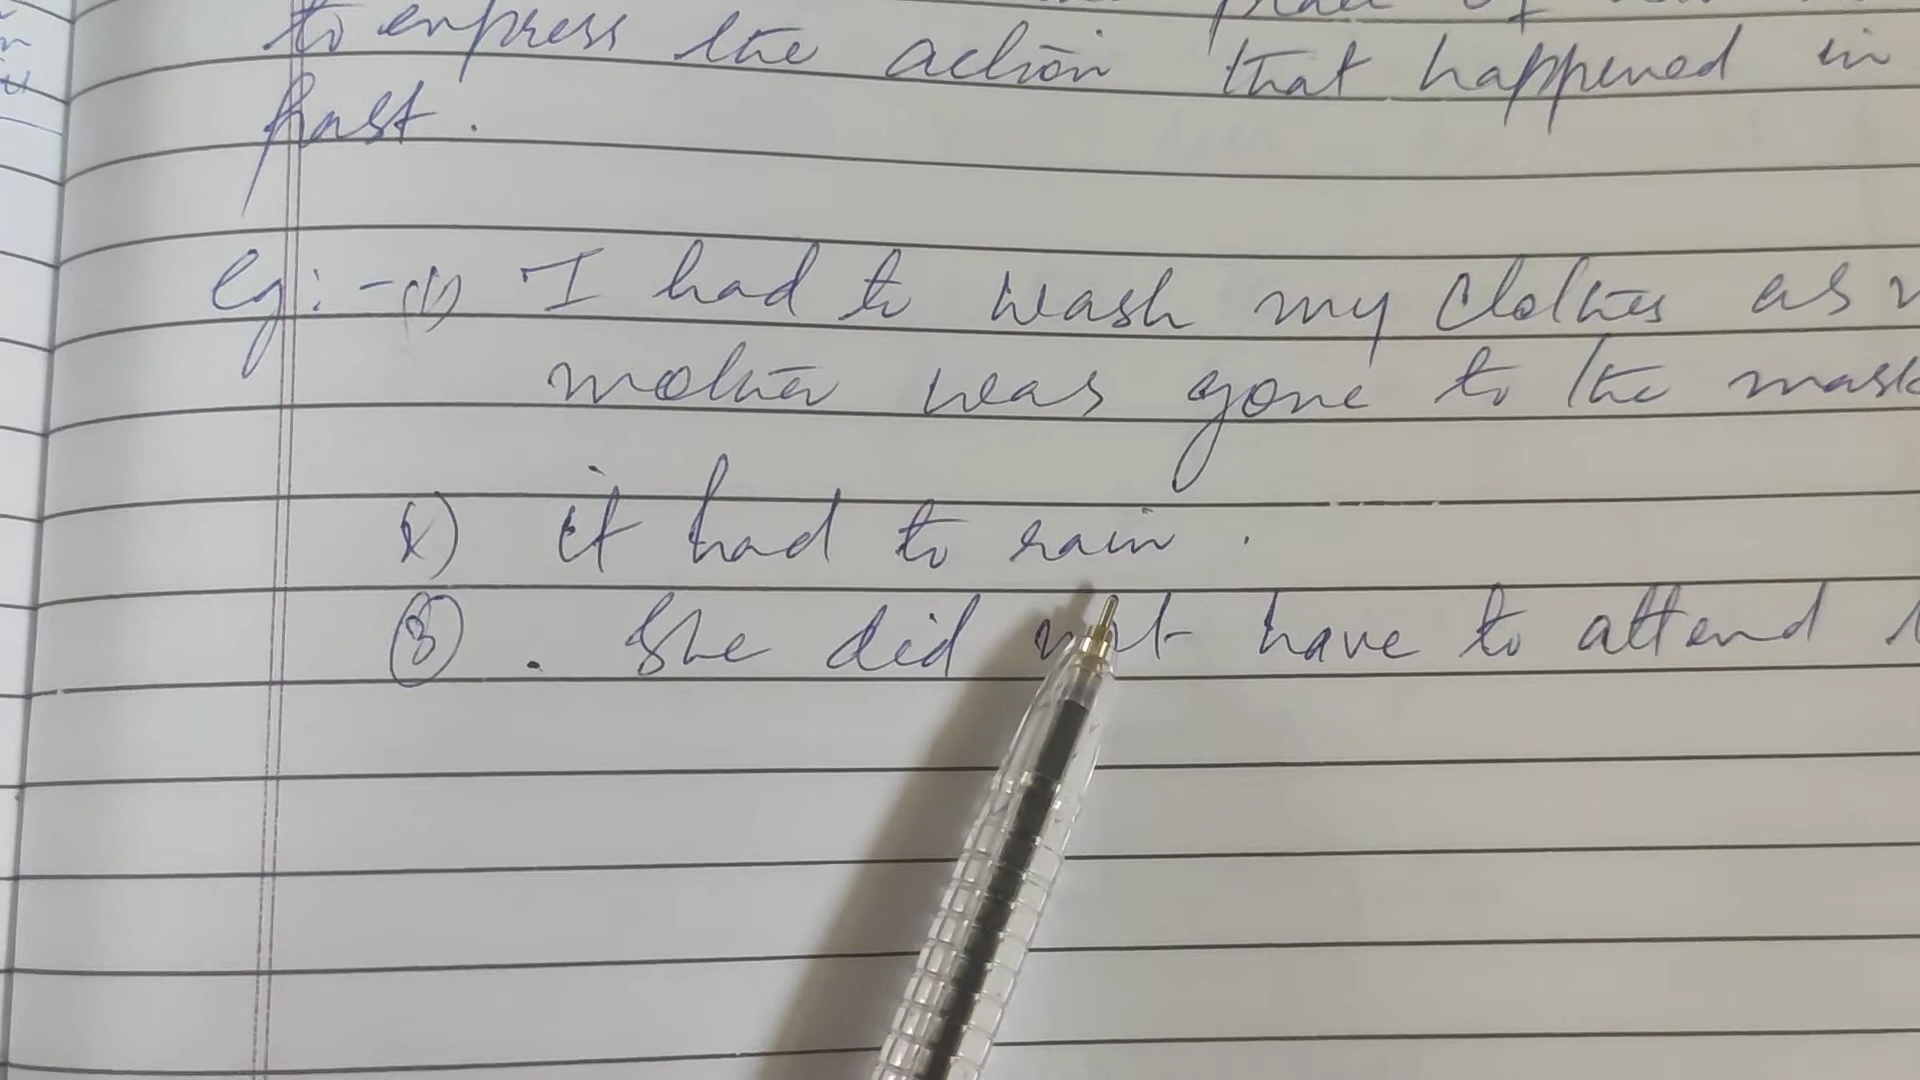 to express the action that happened in
past.
eg:-(1) I had to wash my clothes as
mother was gone to the
2) it had to rain.
(3). She did not have to attend